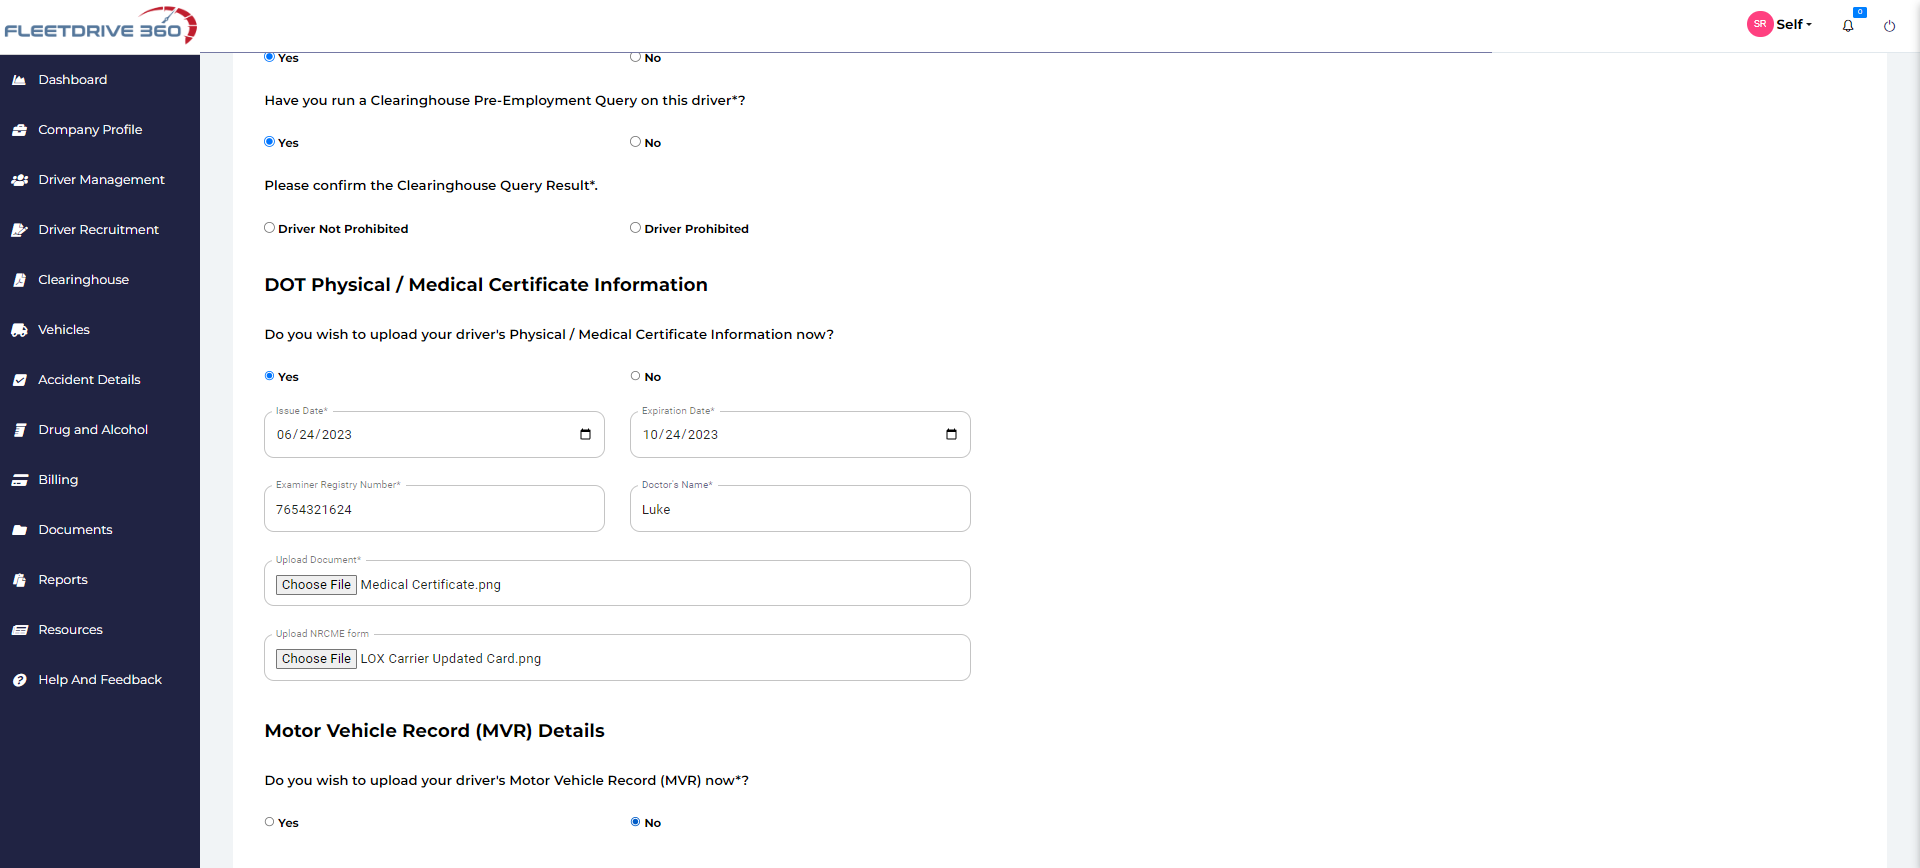 FLEETDRIVE 360
SR Self
0
Dashboard
Company Profile
Driver Management
Driver Recruitment
Clearinghouse
Vehicles
Accident Details
Drug and Alcohol
Billing
Documents
Reports
Resources
Help And Feedback
Yes No
Have you run a Clearinghouse Pre-Employment Query on this driver*?
Yes No
Please confirm the Clearinghouse Query Result*.
Driver Not Prohibited Driver Prohibited
DOT Physical / Medical Certificate Information
Do you wish to upload your driver's Physical / Medical Certificate Information now?
Yes No
Issue Date* Expiration Date*
06/24/2023 10/24/2023
Examiner Registry Number* Doctor's Name*
7654321624 Luke
Upload Document*
Choose File Medical Certificate.png
Upload NRCME form
Choose File LOX Carrier Updated Card.png
Motor Vehicle Record (MVR) Details
Do you wish to upload your driver's Motor Vehicle Record (MVR) now*?
Yes No